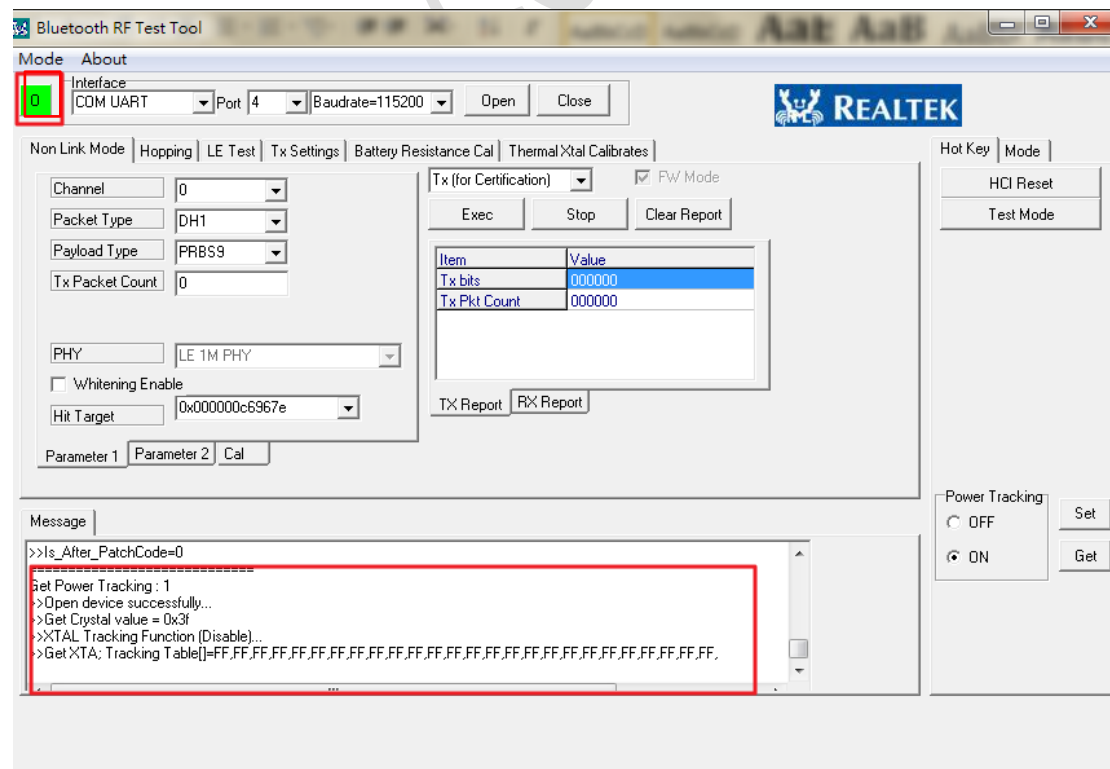 Bluetooth RF Test Tool
AaB
Mode About
Interface
0 COM UART Port 4 Baudrate=115200 Open Close
REALTEK
Non Link Mode Hopping LE Test Tx Settings Battery Resistance Cal Thermal Xtal Calibrates
Hot Key Mode
Channel 0
Tx (for Certification) FW Mode
HCI Reset
Packet Type DH1
Exec Stop Clear Report
Test Mode
Payload Type PRBS9
Item Value
Tx bits 000000
Tx Packet Count 0
Tx Pkt Count 000000
PHY LE 1M PHY
Whitening Enable
Hit Target 0x000000c6967e
TX Report RX Report
Parameter 1 Parameter 2 Cal
Power Tracking
OFF
Set
ON
Get
Message
>>Is_After_PatchCode=0
==============================
Get Power Tracking : 1
>>Open device successfully...
>>Get Crystal value = 0x3f
>>XTAL Tracking Function (Disable)...
>>Get XTA; Tracking Table[]=FF,FF,FF,FF,FF,FF,FF,FF,FF,FF,FF,FF,FF,FF,FF,FF,FF,FF,FF,FF,FF,FF,FF,FF,FF,FF,